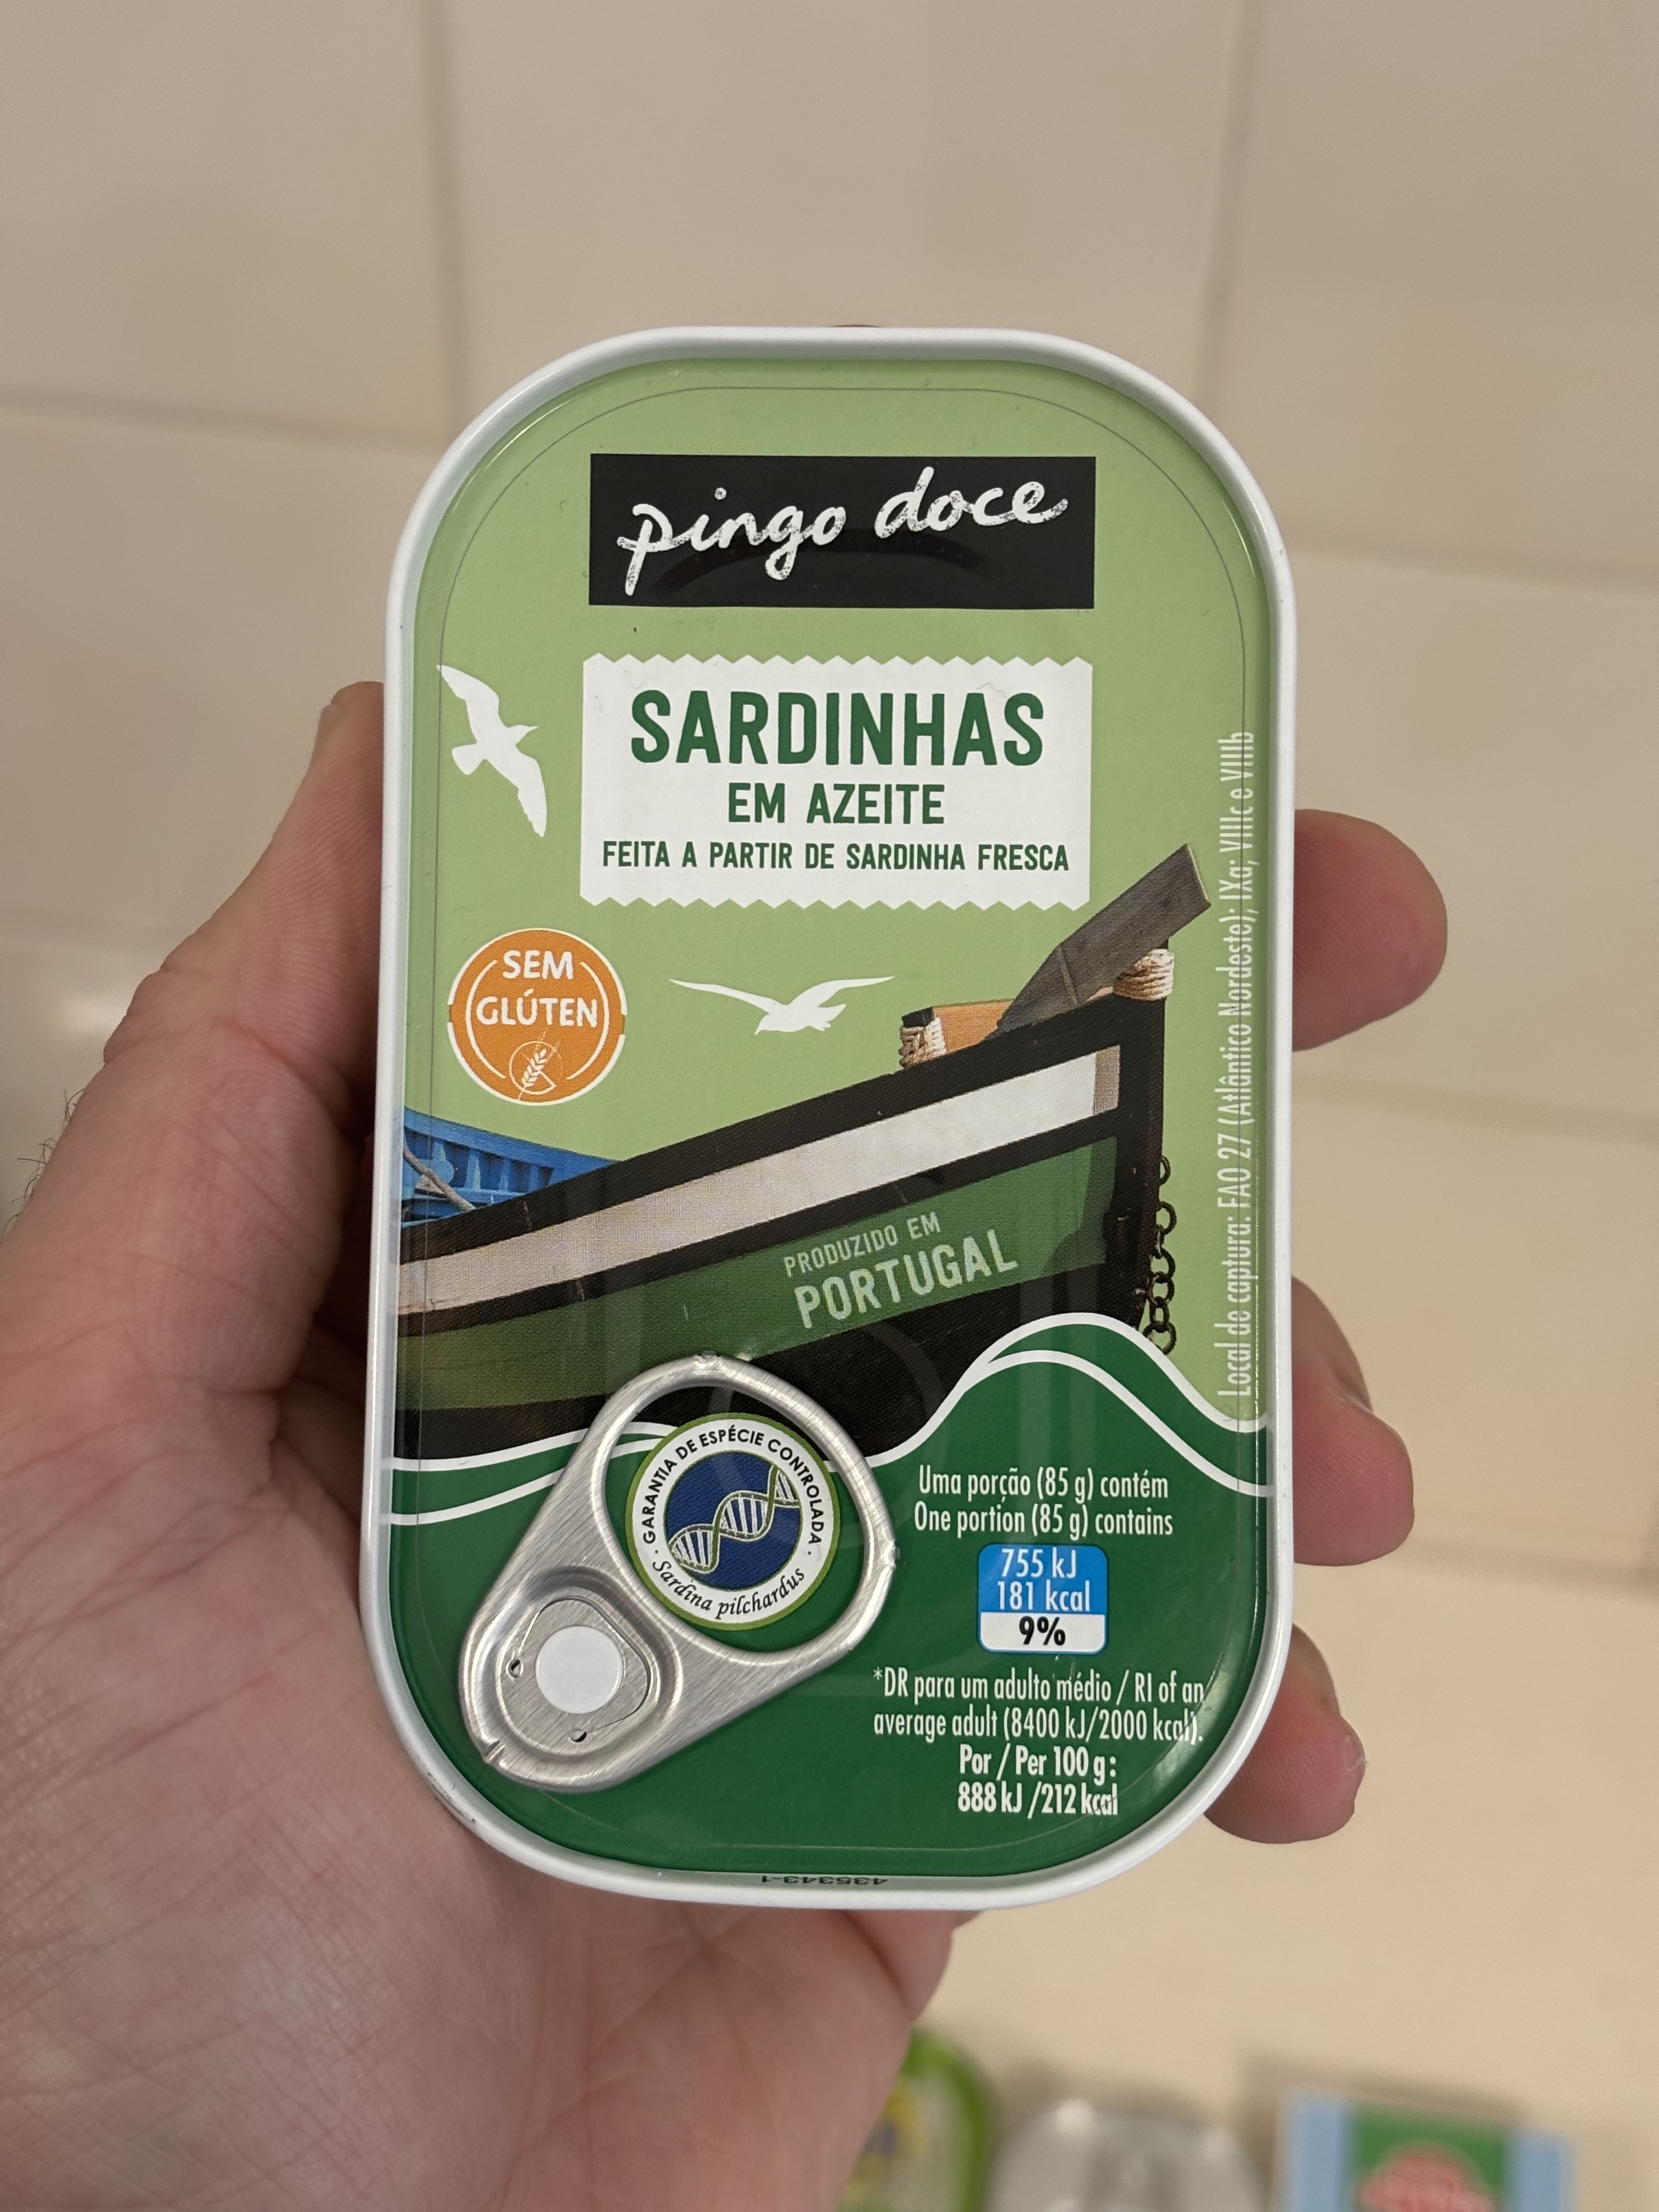 pingo doce
SARDINHAS
EM AZEITE
FEITA A PARTIR DE SARDINHA FRESCA
SEM
GLÚTEN
PRODUZIDO EM
PORTUGAL
Local de captura: FAO 27 (Atlântico Nordeste); IXa; VIIIc e VIIIb
· GARANTIA DE ESPÉCIE CONTROLADA ·
Sardina pilchardus
Uma porção (85 g) contém
One portion (85 g) contains
755 kJ
181 kcal
9%
*DR para um adulto médio / RI of an
average adult (8400 kJ/2000 kcal).
Por / Per 100 g:
888 kJ /212 kcal
435343-1